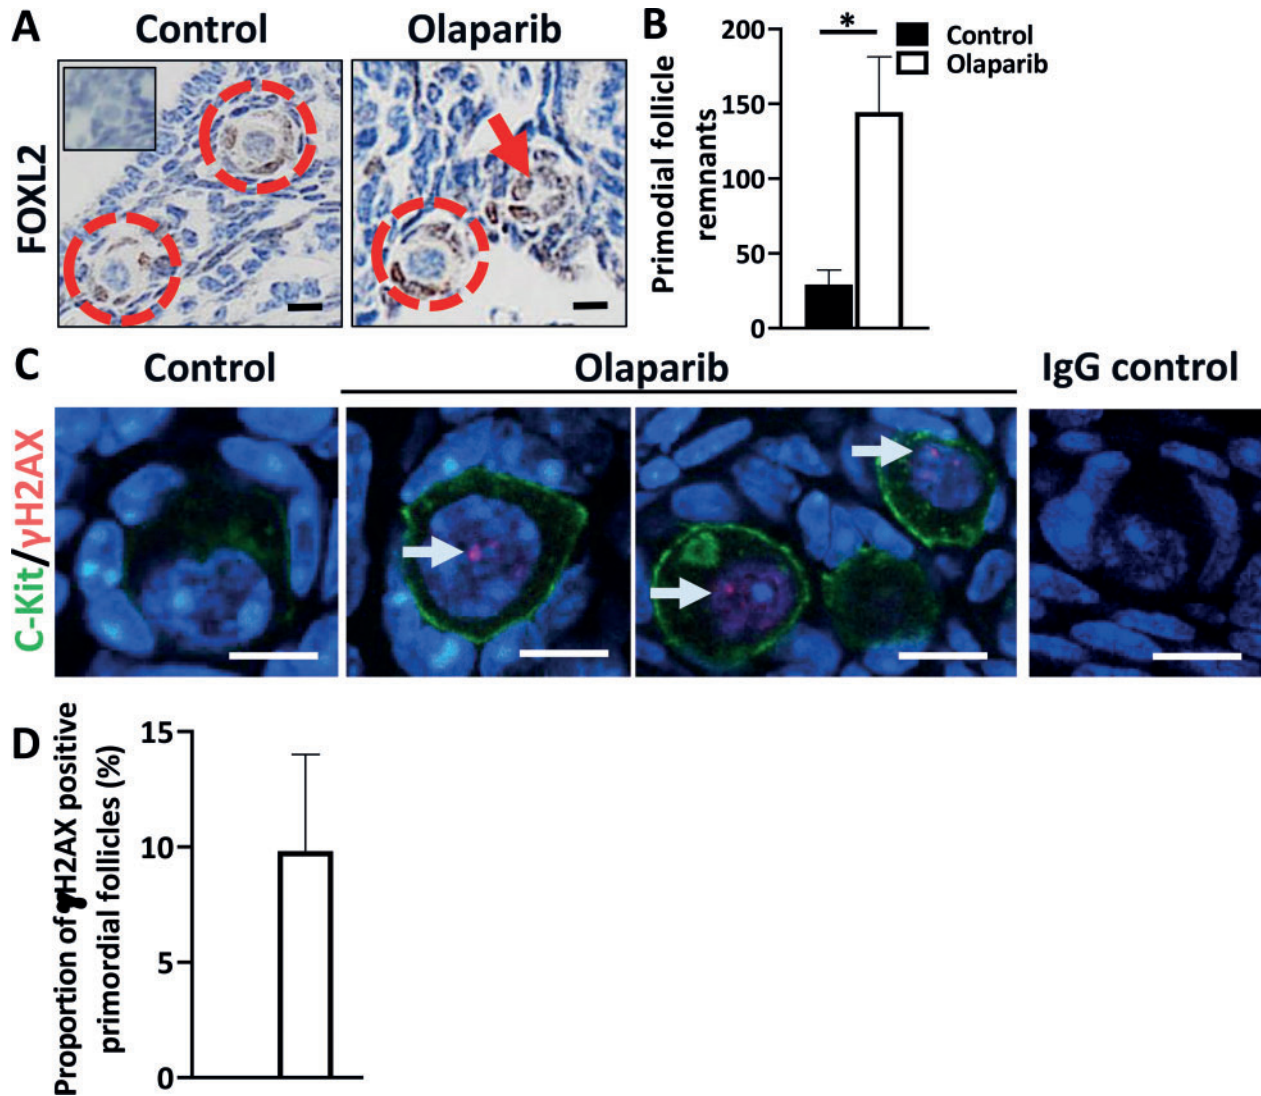 A
Control
Olaparib
FOXL2
B
Primodial follicle
remnants
200
150
100
50
0
*
Control
Olaparib
C
Control
Olaparib
IgG control
C-Kit/γH2AX
D
Proportion of γH2AX positive
primordial follicles (%)
15
10
5
0